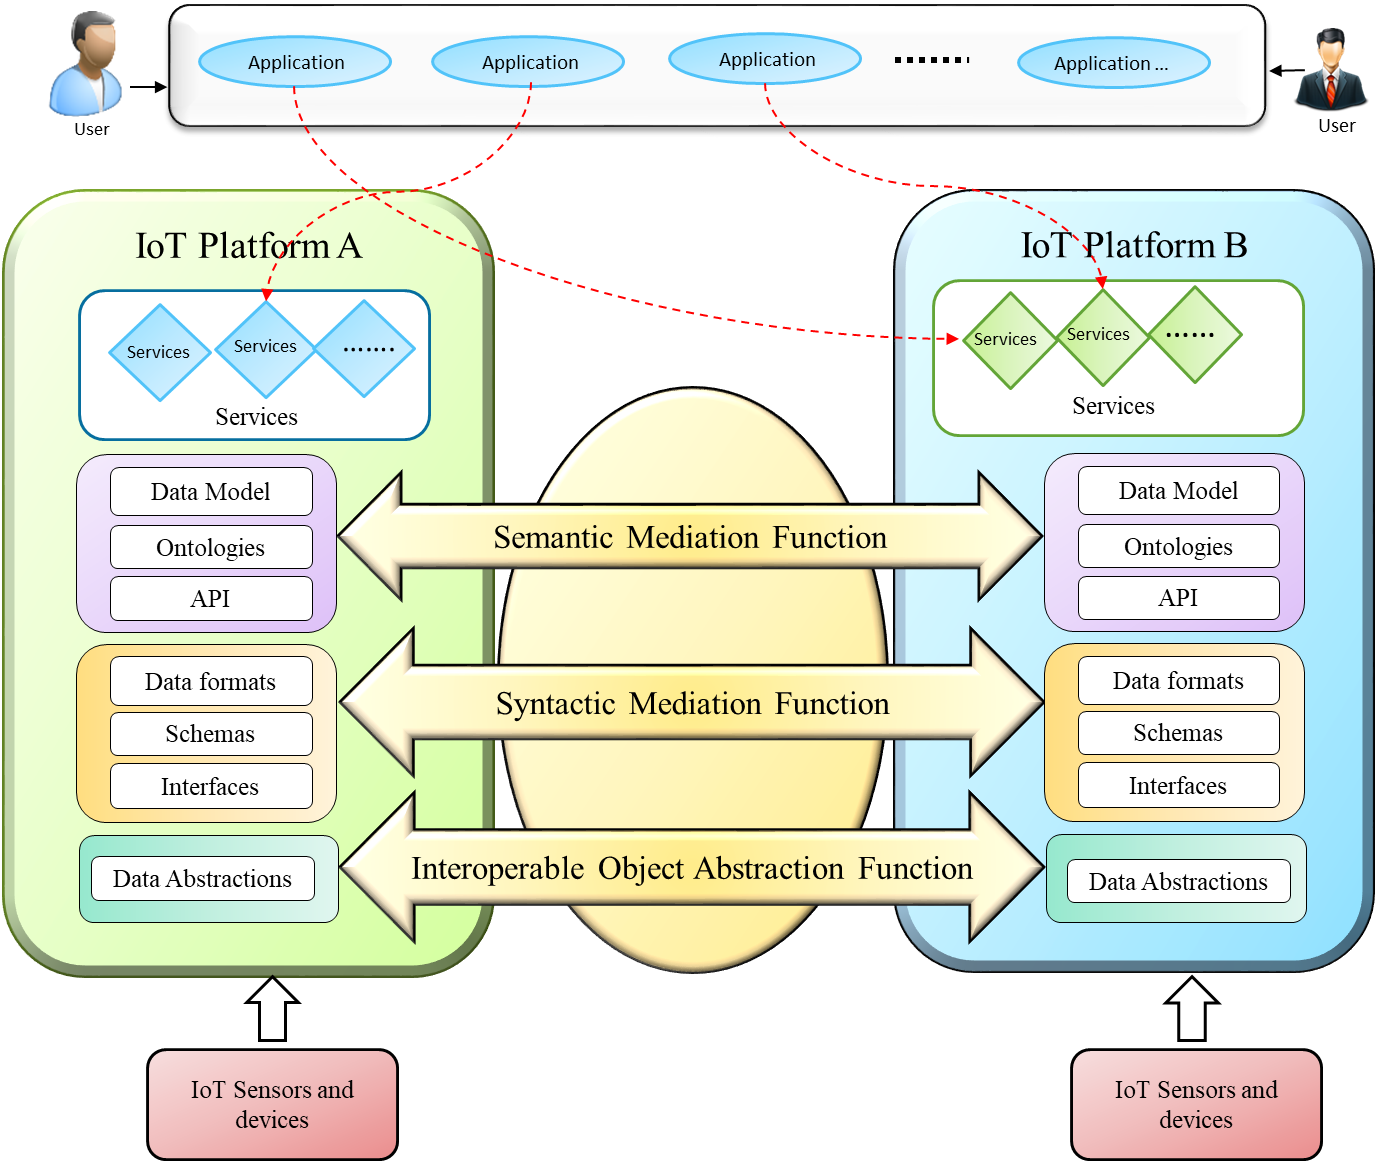 Application
Application
Application
.......
Application ...
User
User
IoT Platform A
IoT Platform B
Services
Services
.......
Services
Services
Services
......
Services
Data Model
Ontologies
API
Semantic Mediation Function
Data Model
Ontologies
API
Data formats
Schemas
Interfaces
Syntactic Mediation Function
Data formats
Schemas
Interfaces
Data Abstractions
Interoperable Object Abstraction Function
Data Abstractions
IoT Sensors and
devices
IoT Sensors and
devices